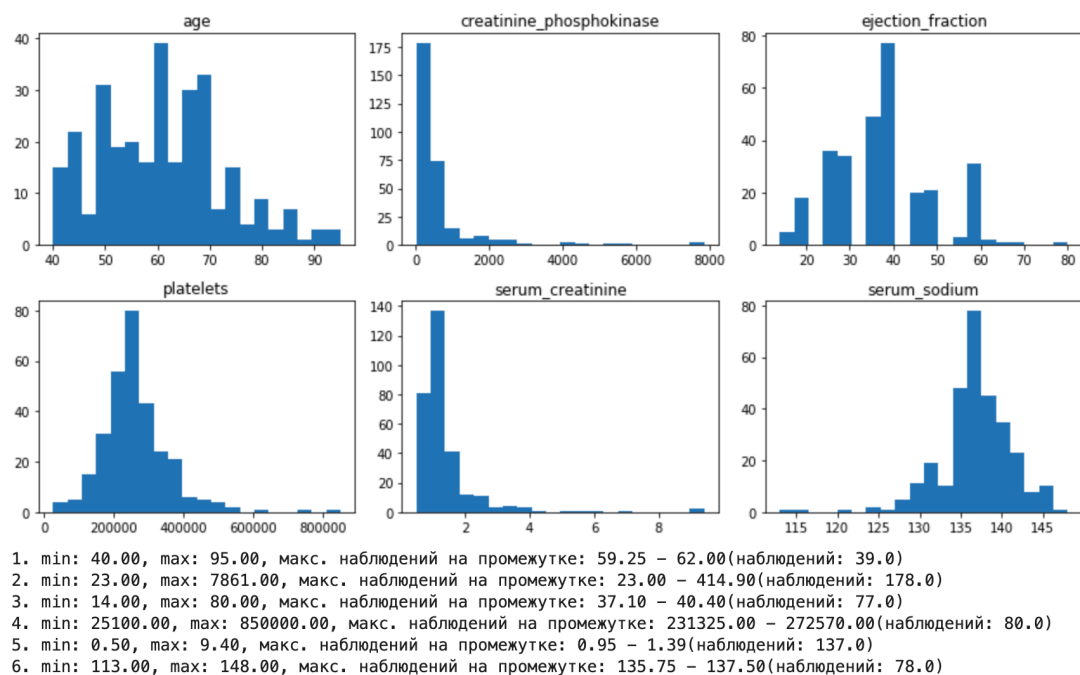 age creatinine_phosphokinase ejection_fraction
40 175 80
150
30 125 60
100
20 75 40
50
10 25 20
0 0 0
40 50 60 70 80 90 0 2000 4000 6000 8000 20 30 40 50 60 70 80
platelets serum_creatinine serum_sodium
80 140 80
120
60 100 60
80
40 60 40
40
20 20 20
0 0 0
0 200000 400000 600000 800000 2 4 6 8 115 120 125 130 135 140 145
1. min: 40.00, max: 95.00, макс. наблюдений на промежутке: 59.25 – 62.00(наблюдений: 39.0)
2. min: 23.00, max: 7861.00, макс. наблюдений на промежутке: 23.00 – 414.90(наблюдений: 178.0)
3. min: 14.00, max: 80.00, макс. наблюдений на промежутке: 37.10 – 40.40(наблюдений: 77.0)
4. min: 25100.00, max: 850000.00, макс. наблюдений на промежутке: 231325.00 – 272570.00(наблюдений: 80.0)
5. min: 0.50, max: 9.40, макс. наблюдений на промежутке: 0.95 – 1.39(наблюдений: 137.0)
6. min: 113.00, max: 148.00, макс. наблюдений на промежутке: 135.75 – 137.50(наблюдений: 78.0)